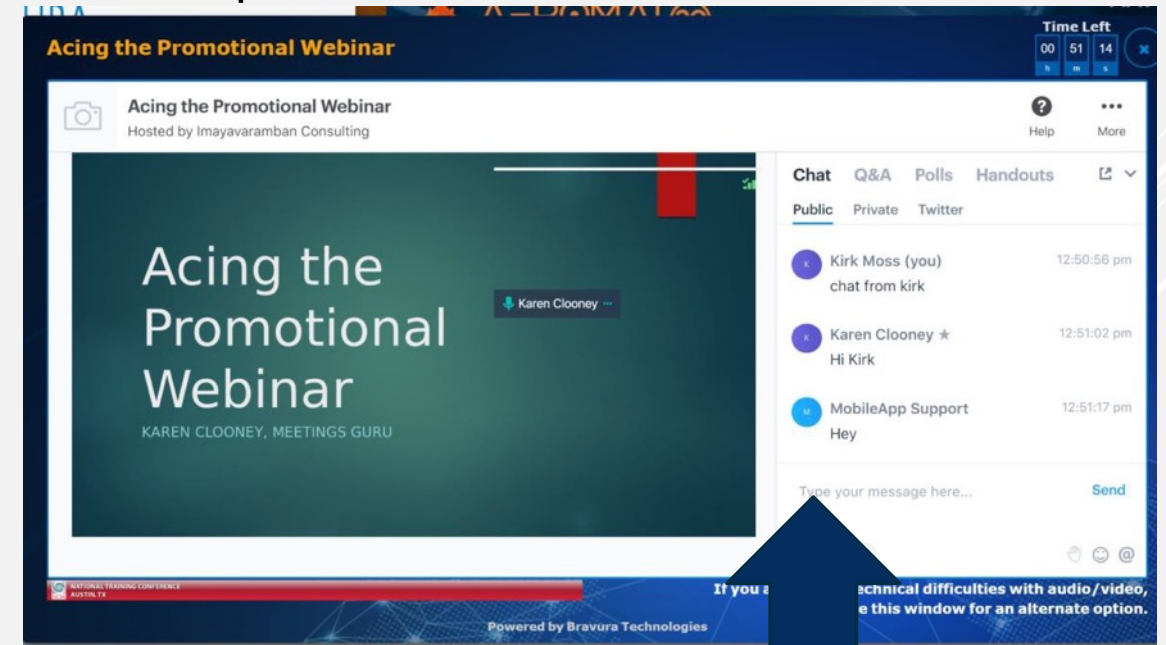 Acing the Promotional Webinar
Time Left
00 51 14
h m s
Acing the Promotional Webinar
Hosted by Imayavaramban Consulting
Help
More
Acing the
Promotional
Webinar
KAREN CLOONEY, MEETINGS GURU
Karen Clooney
Chat Q&A Polls Handouts
Public Private Twitter
K
Kirk Moss (you) 12:50:56 pm
chat from kirk
K
Karen Clooney ★ 12:51:02 pm
Hi Kirk
M
MobileApp Support 12:51:17 pm
Hey
Type your message here... Send
@
NATIONAL TRAINING CONFERENCE
AUSTIN, TX
If you technical difficulties with audio/video,
this window for an alternate option.
Powered by Bravura Technologies